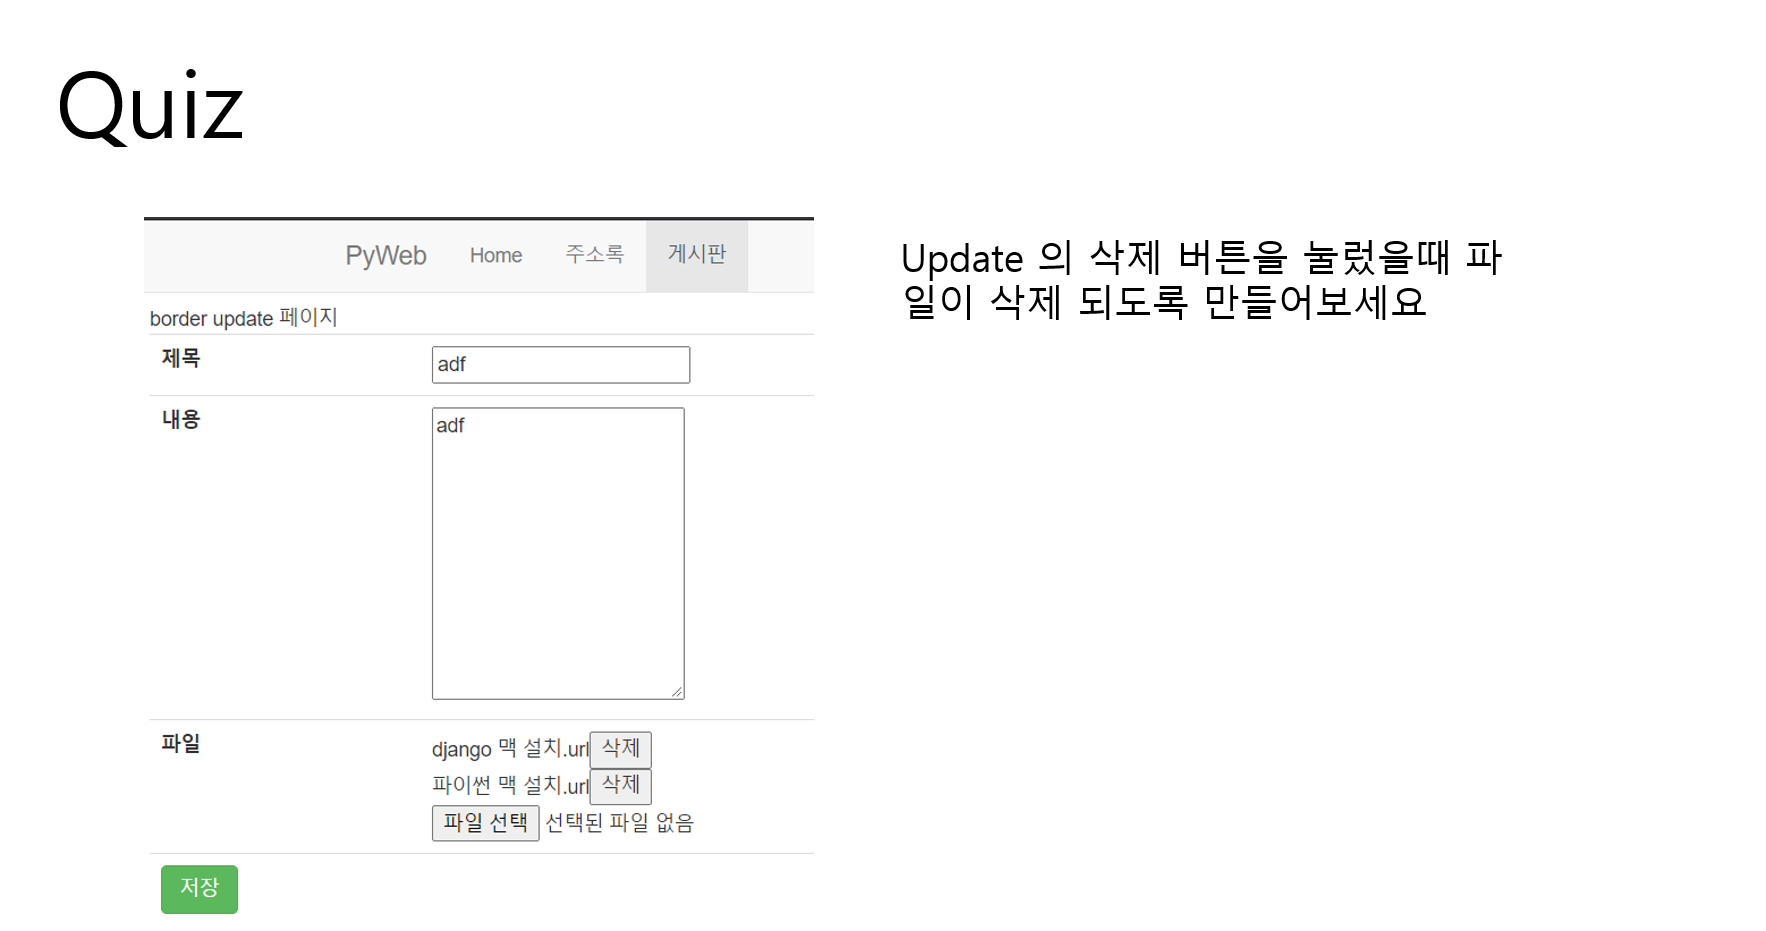 Quiz
PyWeb Home 주소록 게시판
border update 페이지
제목 adf
내용 adf
파일 django 맥 설치.url 삭제
파이썬 맥 설치.url 삭제
파일 선택 선택된 파일 없음
저장
Update 의 삭제 버튼을 눌렀을때 파
일이 삭제 되도록 만들어보세요